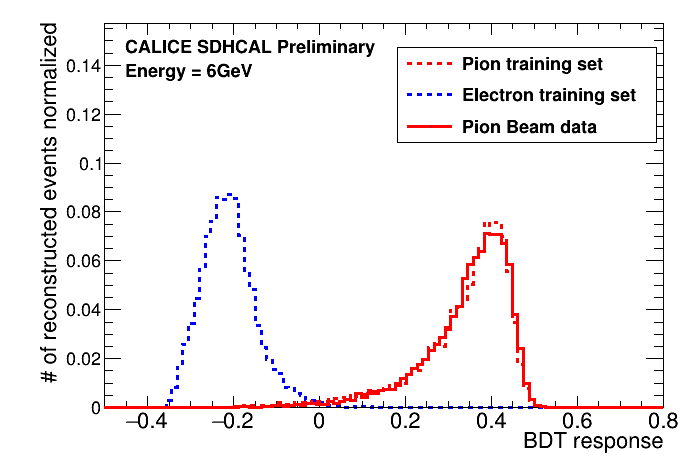 CALICE SDHCAL Preliminary
Energy = 6GeV
Pion training set
Electron training set
Pion Beam data
# of reconstructed events normalized
0.14
0.12
0.1
0.08
0.06
0.04
0.02
0
−0.4 −0.2 0 0.2 0.4 0.6 0.8
BDT response